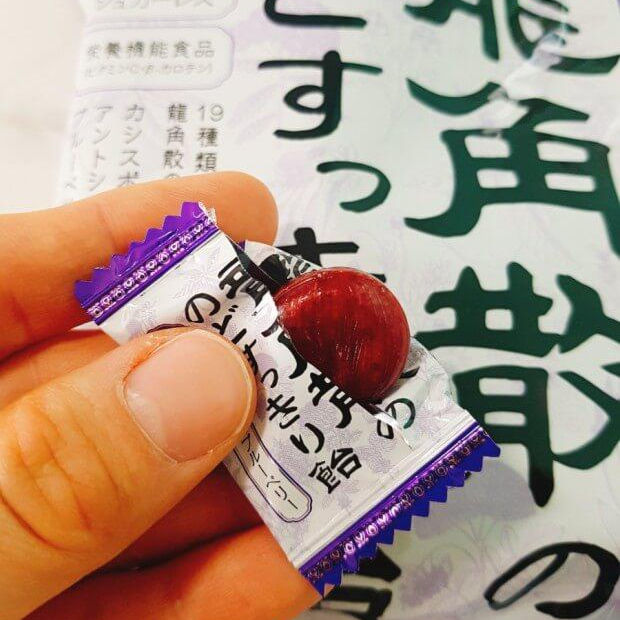 龍角散の
どすっき
シュガーレス
栄養機能食品
(ビタミンC・β-カロテン)
19種類
龍角散の
カシスポ
アントシ
ブルーベ
龍角散の
のどすっきり飴
ブルーベリー